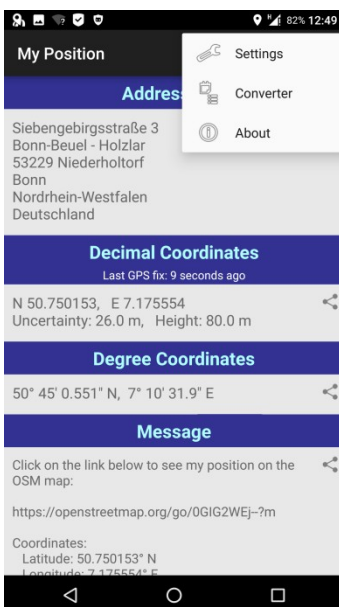 82% 12:49
My Position
Settings
Converter
About
Siebengebirgsstraße 3
Bonn-Beuel - Holzlar
53229 Niederholtorf
Bonn
Nordrhein-Westfalen
Deutschland
Decimal Coordinates
Last GPS fix: 9 seconds ago
N 50.750153, E 7.175554
Uncertainty: 26.0 m, Height: 80.0 m
Degree Coordinates
50° 45' 0.551" N, 7° 10' 31.9" E
Message
Click on the link below to see my position on the
OSM map:
https://openstreetmap.org/go/0GIG2WEj--?m
Coordinates:
Latitude: 50.750153° N
Longitude: 7.175554° E